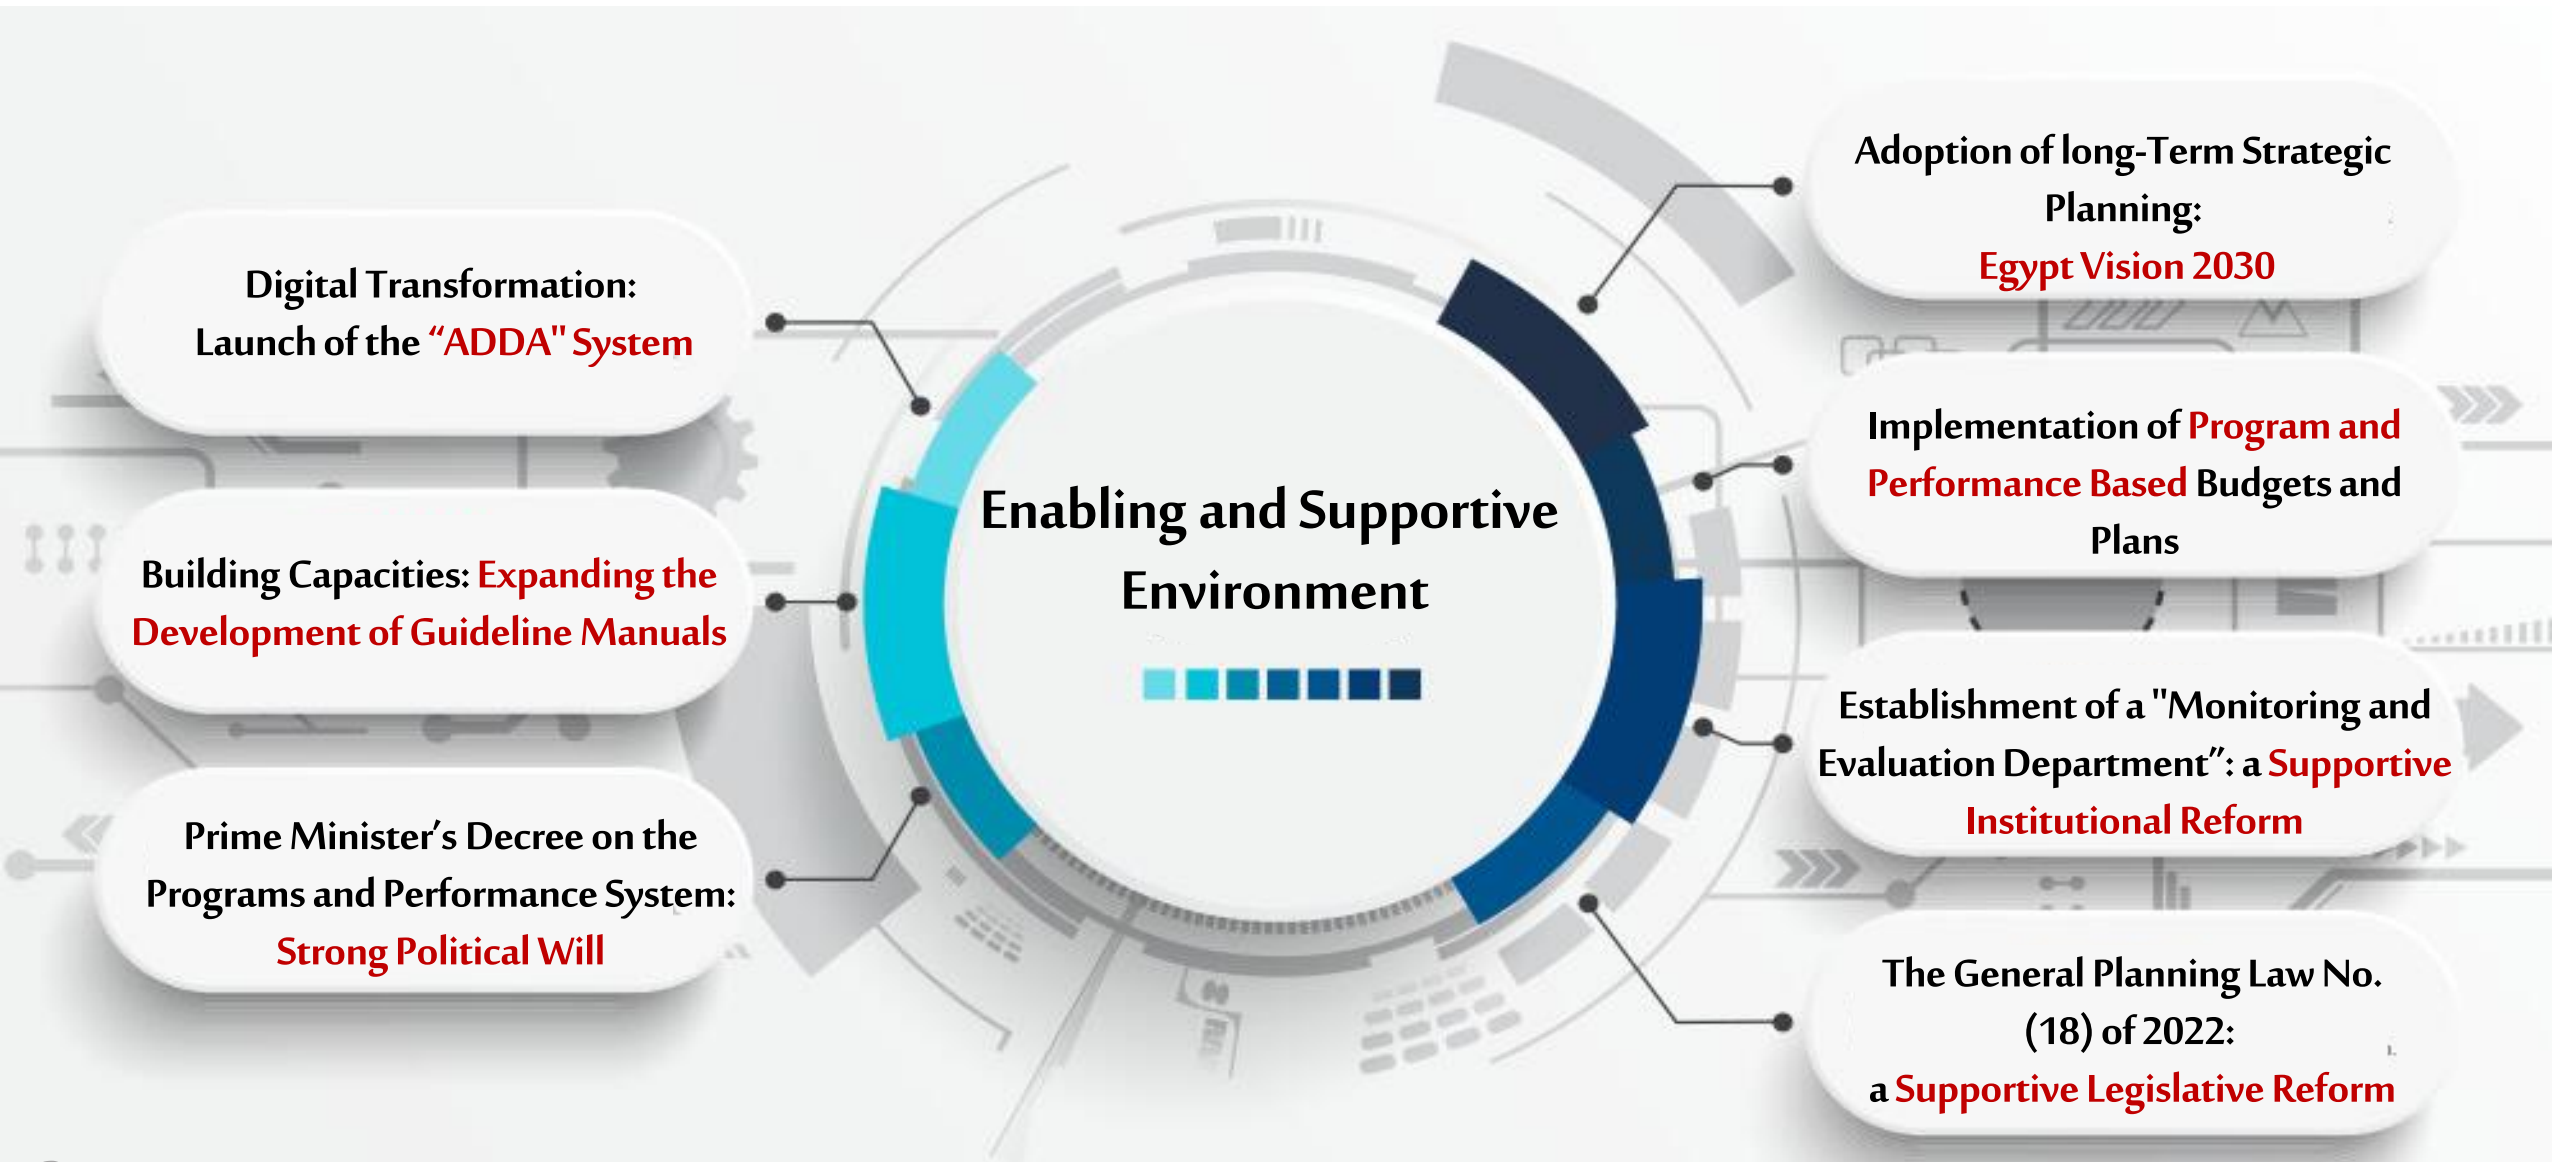 Enabling and Supportive
Environment
Adoption of long-Term Strategic
Planning:
Egypt Vision 2030
Implementation of Program and
Performance Based Budgets and
Plans
Establishment of a "Monitoring and
Evaluation Department”: a Supportive
Institutional Reform
The General Planning Law No.
(18) of 2022:
a Supportive Legislative Reform
Prime Minister’s Decree on the
Programs and Performance System:
Strong Political Will
Building Capacities: Expanding the
Development of Guideline Manuals
Digital Transformation:
Launch of the “ADDA" System